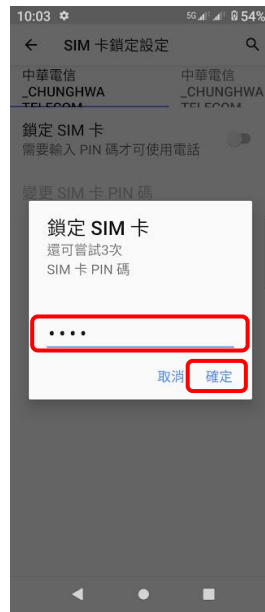 10:03 5G 54%
SIM 卡鎖定設定
中華電信 中華電信
_CHUNGHWA _CHUNGHWA
TELECOM TELECOM
鎖定 SIM 卡
需要輸入 PIN 碼才可使用電話
變更 SIM 卡 PIN 碼
鎖定 SIM 卡
還可嘗試3次
SIM 卡 PIN 碼
••••
取消 確定